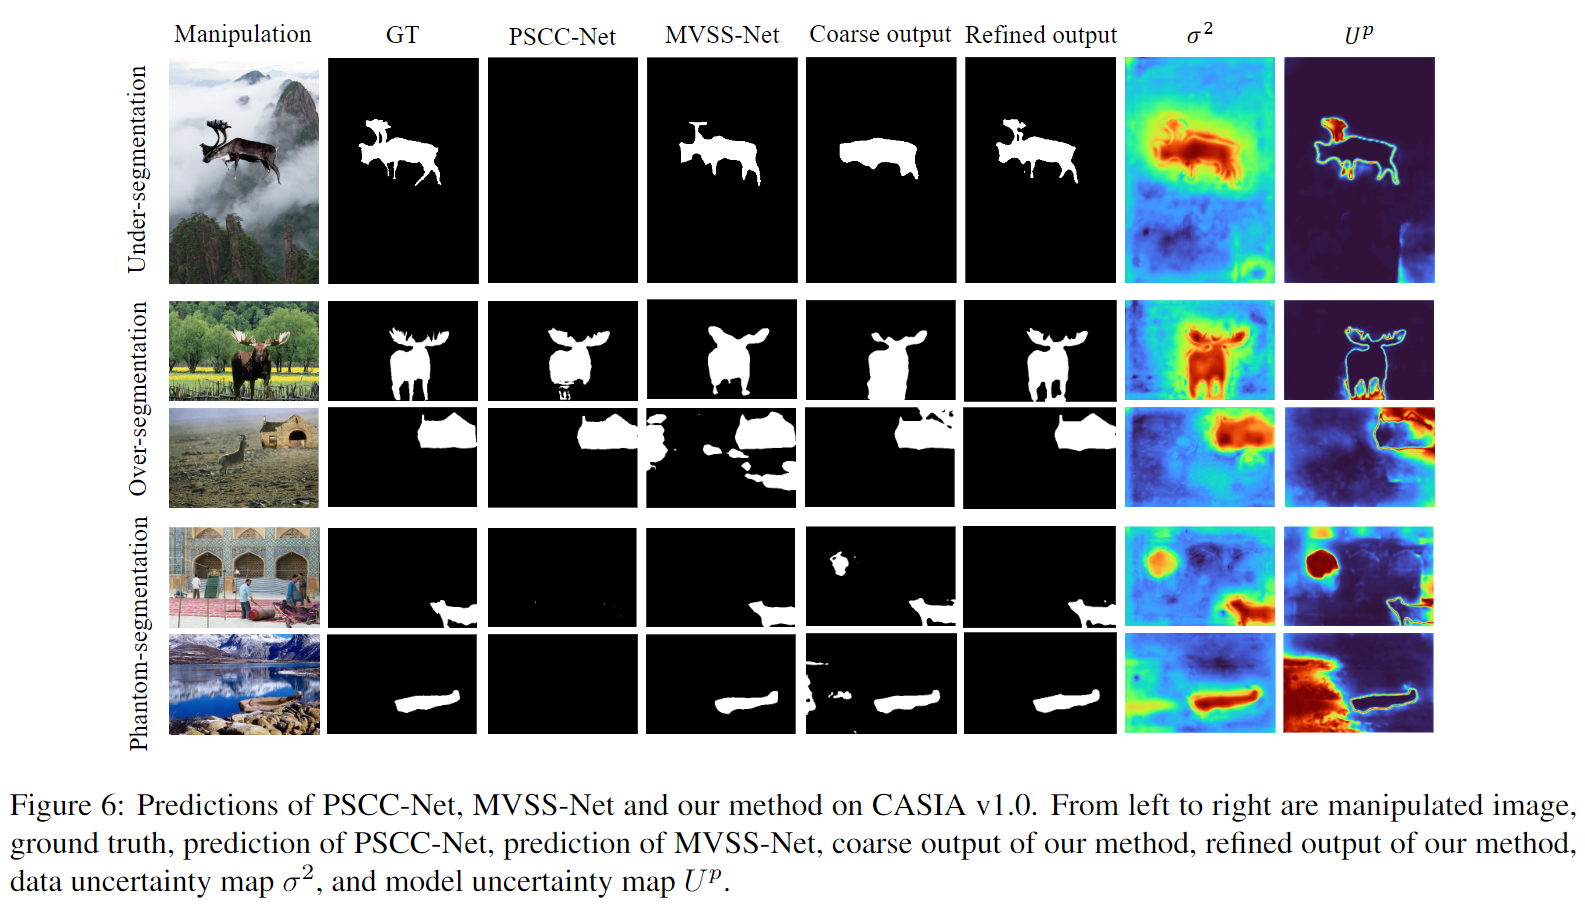 Manipulation GT PSCC-Net MVSS-Net Coarse output Refined output σ² Uᵖ
Under-segmentation
Over-segmentation
Phantom-segmentation
Figure 6: Predictions of PSCC-Net, MVSS-Net and our method on CASIA v1.0. From left to right are manipulated image,
ground truth, prediction of PSCC-Net, prediction of MVSS-Net, coarse output of our method, refined output of our method,
data uncertainty map σ², and model uncertainty map Uᵖ.